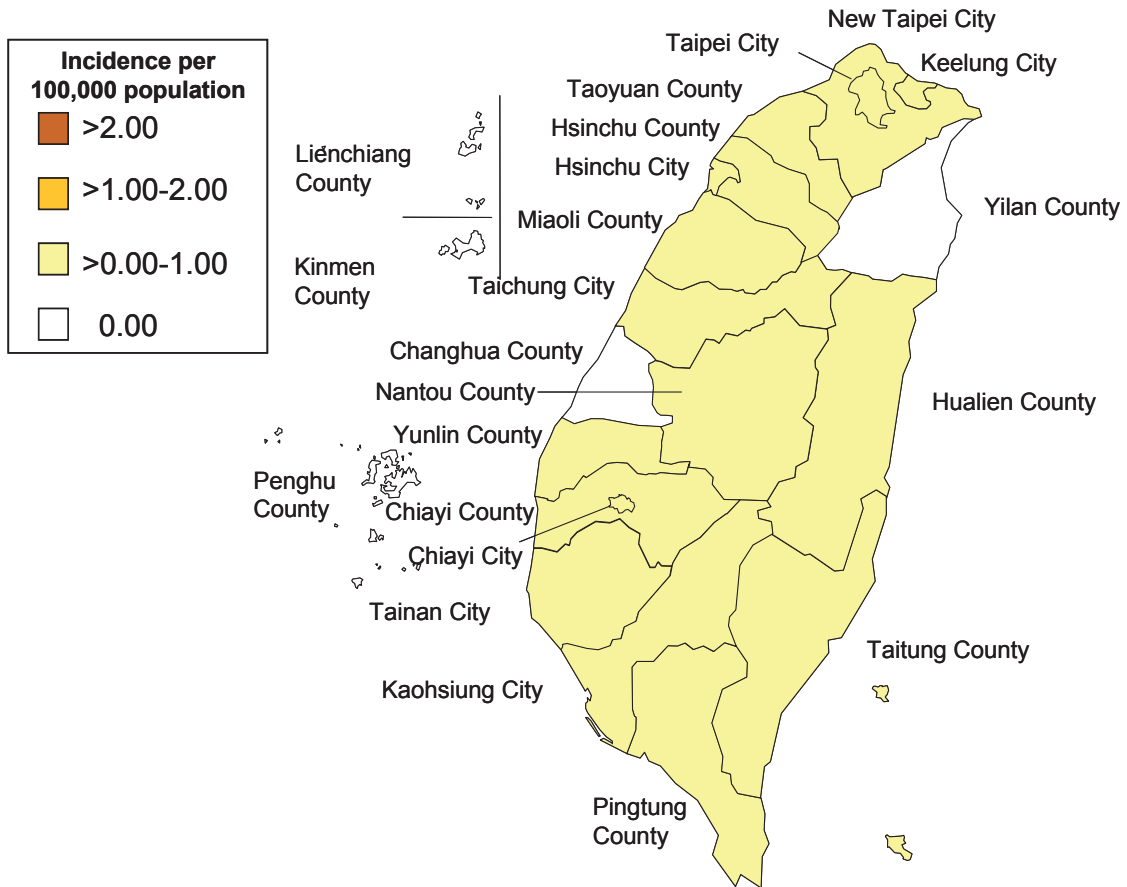 Incidence per
100,000 population
>2.00
>1.00-2.00
>0.00-1.00
0.00
New Taipei City
Taipei City
Keelung City
Taoyuan County
Hsinchu County
Hsinchu City
Lienchiang
County
Yilan County
Miaoli County
Kinmen
County
Taichung City
Changhua County
Nantou County
Hualien County
Yunlin County
Penghu
County
Chiayi County
Chiayi City
Tainan City
Taitung County
Kaohsiung City
Pingtung
County